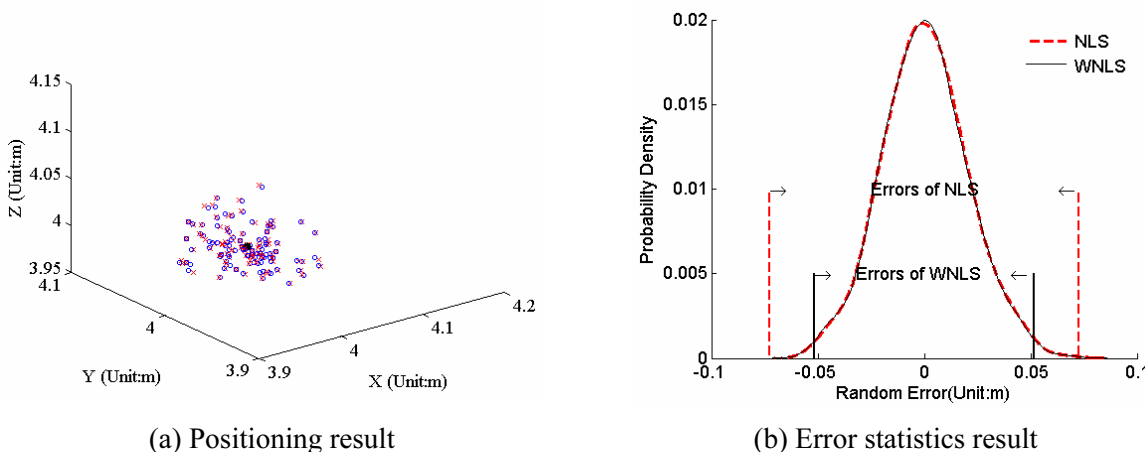 4.15
4.1
4.05
4
3.95
4.1
4
3.9
3.9
4
4.1
4.2
Z (Unit:m)
Y (Unit:m)
X (Unit:m)
(a) Positioning result
0.02
0.015
0.01
0.005
0
-0.1
-0.05
0
0.05
0.1
Probability Density
Random Error(Unit:m)
NLS
WNLS
Errors of NLS
Errors of WNLS
(b) Error statistics result